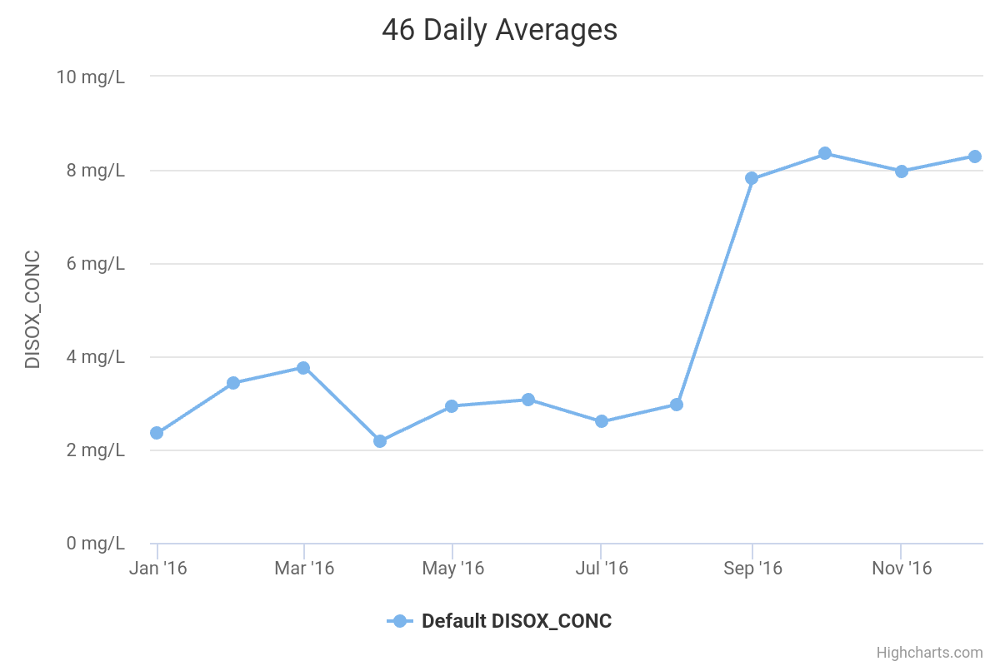 46 Daily Averages
10 mg/L
8 mg/L
6 mg/L
4 mg/L
2 mg/L
0 mg/L
DISOX_CONC
Jan '16
Mar '16
May '16
Jul '16
Sep '16
Nov '16
Default DISOX_CONC
Highcharts.com